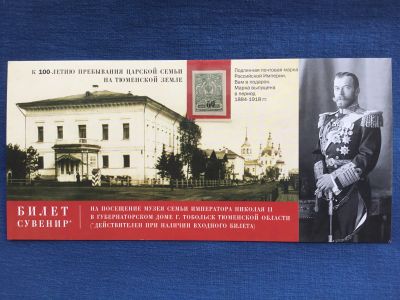 К 100-ЛЕТИЮ ПРЕБЫВАНИЯ ЦАРСКОЙ СЕМЬИ
НА ТЮМЕНСКОЙ ЗЕМЛЕ
Подлинная почтовая марка
Российской Империи,
Вам в подарок.
Марка выпущена
в период
1884-1919 гг.
БИЛЕТ
СУВЕНИР*
НА ПОСЕЩЕНИЕ МУЗЕЯ СЕМЬИ ИМПЕРАТОРА НИКОЛАЯ II
В ГУБЕРНАТОРСКОМ ДОМЕ Г. ТОБОЛЬСК ТЮМЕНСКОЙ ОБЛАСТИ
(*ДЕЙСТВИТЕЛЕН ПРИ НАЛИЧИИ ВХОДНОГО БИЛЕТА)